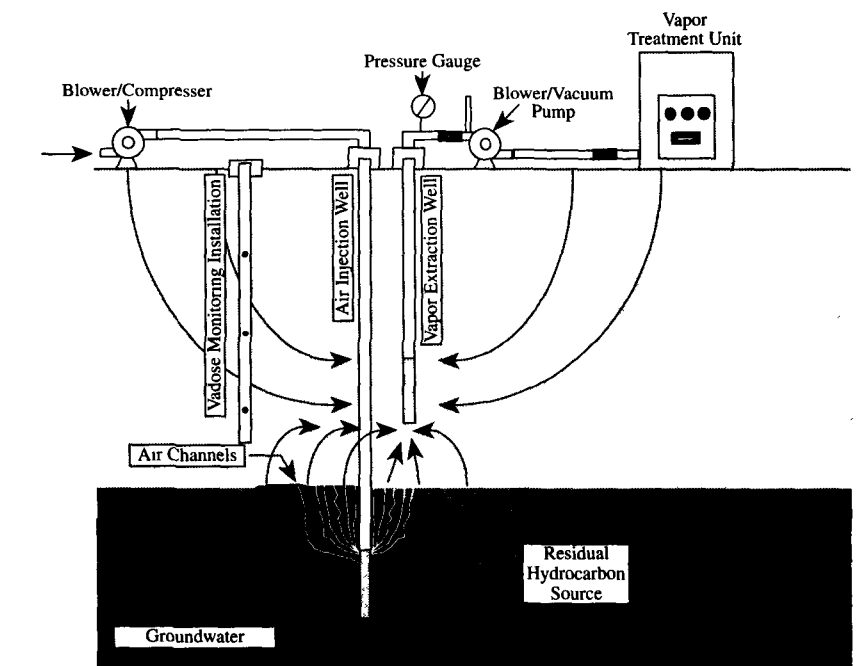 Vapor
Treatment Unit
Pressure Gauge
Blower/Compresser
Blower/Vacuum
Pump
Vadose Monitoring Installation
Air Injection Well
Vapor Extraction Well
Air Channels
Residual
Hydrocarbon
Source
Groundwater